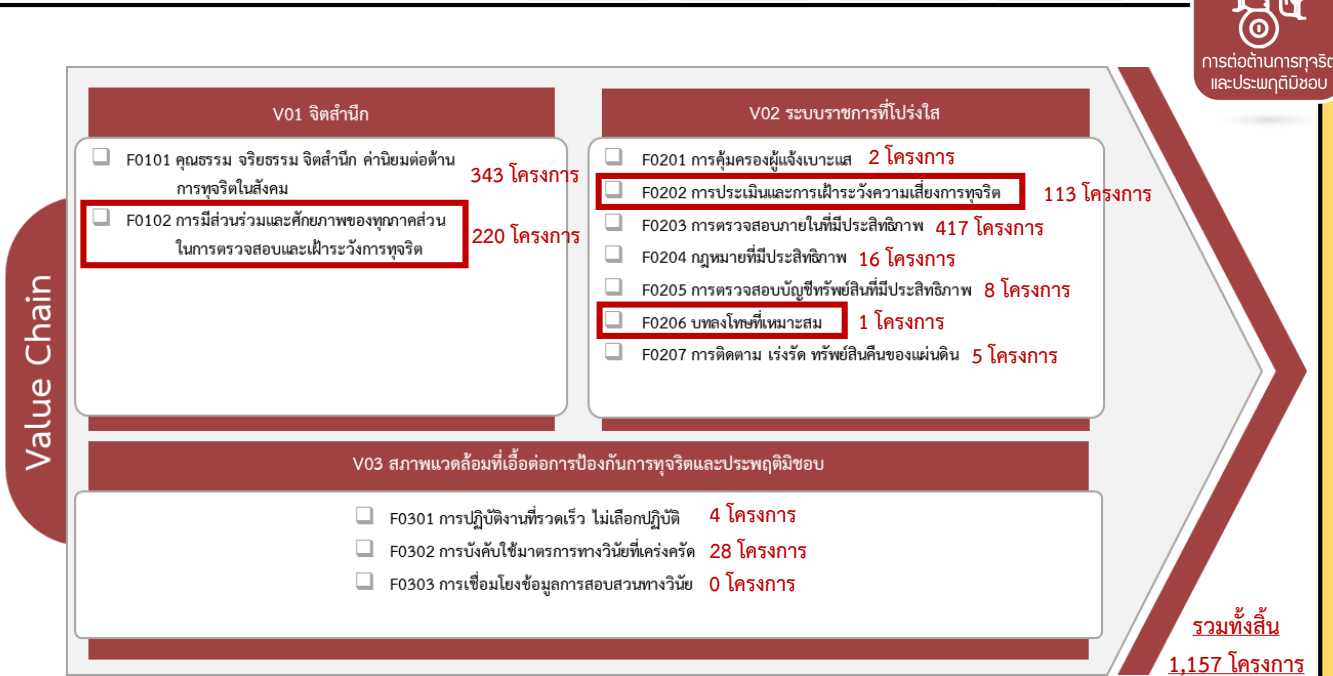 การต่อต้านการทุจริต
และประพฤติมิชอบ
Value Chain
V01 จิตสำนึก
F0101 คุณธรรม จริยธรรม จิตสำนึก ค่านิยมต่อต้าน
การทุจริตในสังคม
343 โครงการ
F0102 การมีส่วนร่วมและศักยภาพของทุกภาคส่วน
ในการตรวจสอบและเฝ้าระวังการทุจริต
220 โครงการ
V02 ระบบราชการที่โปร่งใส
F0201 การคุ้มครองผู้แจ้งเบาะแส 2 โครงการ
F0202 การประเมินและการเฝ้าระวังความเสี่ยงการทุจริต 113 โครงการ
F0203 การตรวจสอบภายในที่มีประสิทธิภาพ 417 โครงการ
F0204 กฎหมายที่มีประสิทธิภาพ 16 โครงการ
F0205 การตรวจสอบบัญชีทรัพย์สินที่มีประสิทธิภาพ 8 โครงการ
F0206 บทลงโทษที่เหมาะสม 1 โครงการ
F0207 การติดตาม เร่งรัด ทรัพย์สินคืนของแผ่นดิน 5 โครงการ
V03 สภาพแวดล้อมที่เอื้อต่อการป้องกันการทุจริตและประพฤติมิชอบ
F0301 การปฏิบัติงานที่รวดเร็ว ไม่เลือกปฏิบัติ 4 โครงการ
F0302 การบังคับใช้มาตรการทางวินัยที่เคร่งครัด 28 โครงการ
F0303 การเชื่อมโยงข้อมูลการสอบสวนทางวินัย 0 โครงการ
รวมทั้งสิ้น
1,157 โครงการ